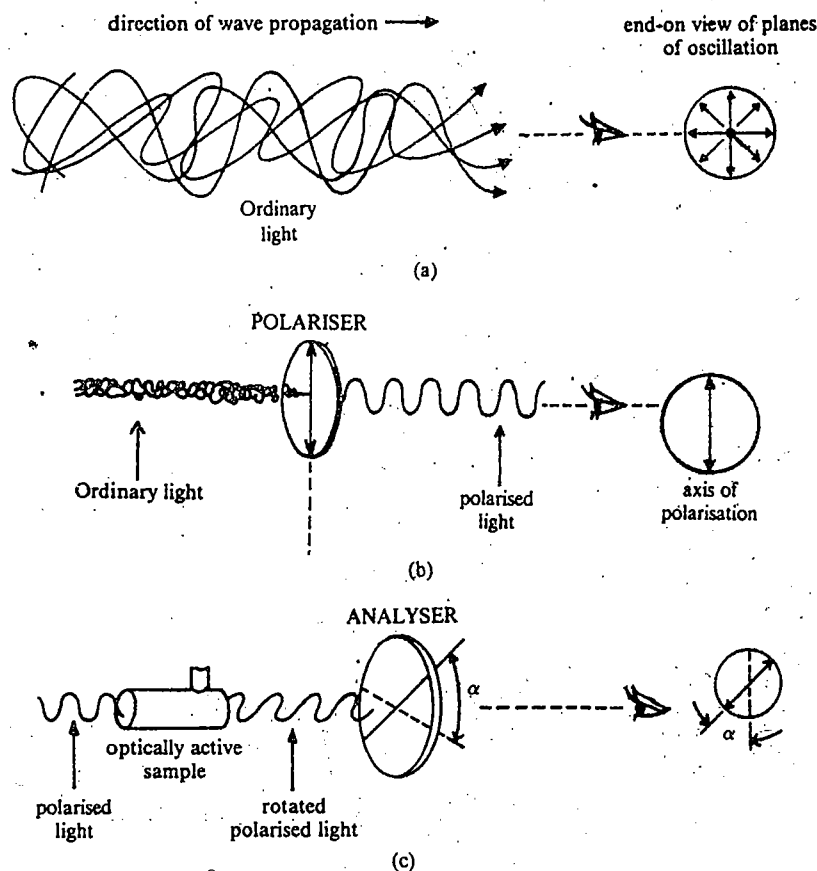 direction of wave propagation
end-on view of planes
of oscillation
Ordinary
light
(a)
POLARISER
Ordinary light
polarised
light
axis of
polarisation
(b)
ANALYSER
α
optically active
sample
α
polarised
light
rotated
polarised light
(c)